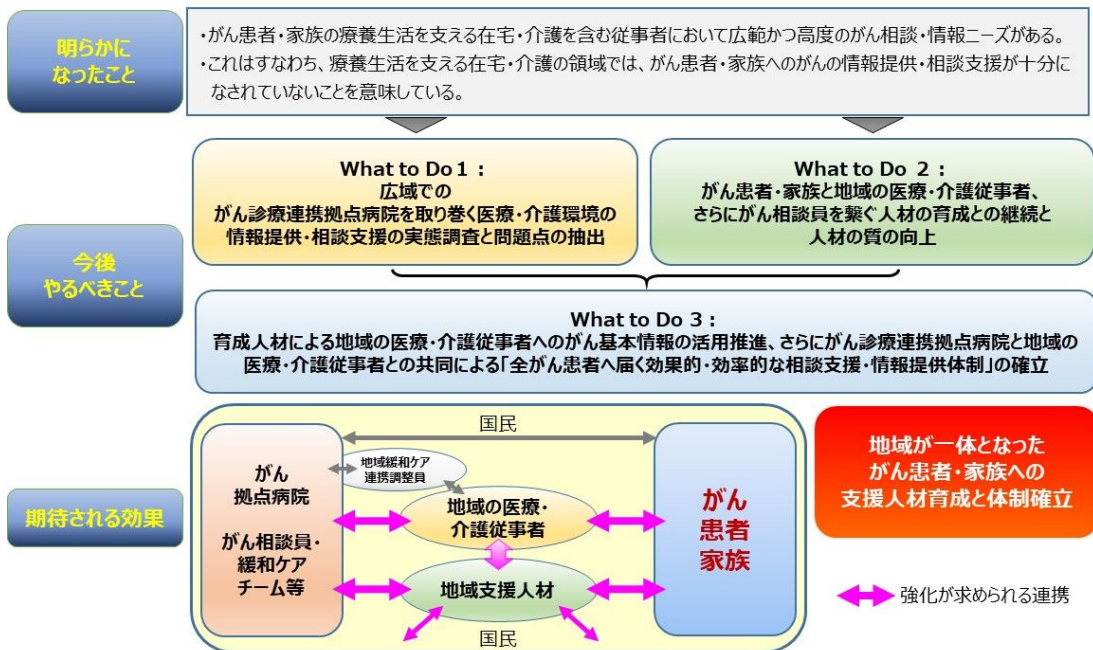 明らかに
なったこと
・がん患者・家族の療養生活を支える在宅・介護を含む従事者において広範かつ高度のがん相談・情報ニーズがある。
・これはすなわち、療養生活を支える在宅・介護の領域では、がん患者・家族へのがんの情報提供・相談支援が十分に
なされていないことを意味している。
今後
やるべきこと
What to Do 1：
広域での
がん診療連携拠点病院を取り巻く医療・介護環境の
情報提供・相談支援の実態調査と問題点の抽出
What to Do 2：
がん患者・家族と地域の医療・介護従事者、
さらにがん相談員を繋ぐ人材の育成との継続と
人材の質の向上
What to Do 3：
育成人材による地域の医療・介護従事者へのがん基本情報の活用推進、さらにがん診療連携拠点病院と地域の
医療・介護従事者との共同による「全がん患者へ届く効果的・効率的な相談支援・情報提供体制」の確立
期待される効果
国民
がん
拠点病院
がん相談員・
緩和ケア
チーム等
地域緩和ケア
連携調整員
地域の医療・
介護従事者
地域支援人材
がん
患者
家族
国民
地域が一体となった
がん患者・家族への
支援人材育成と体制確立
強化が求められる連携